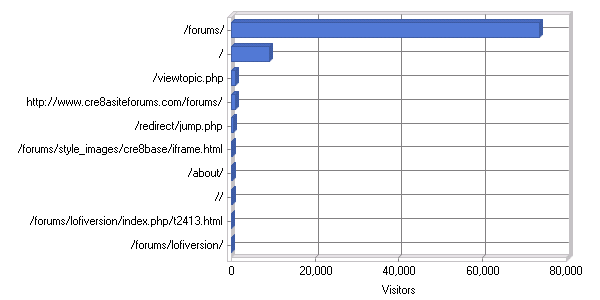 /forums/
/
/viewtopic.php
http://www.cre8asiteforums.com/forums/
/redirect/jump.php
/forums/style_images/cre8base/iframe.html
/about/
//
/forums/lofiversion/index.php/t2413.html
/forums/lofiversion/
0 20,000 40,000 60,000 80,000
Visitors